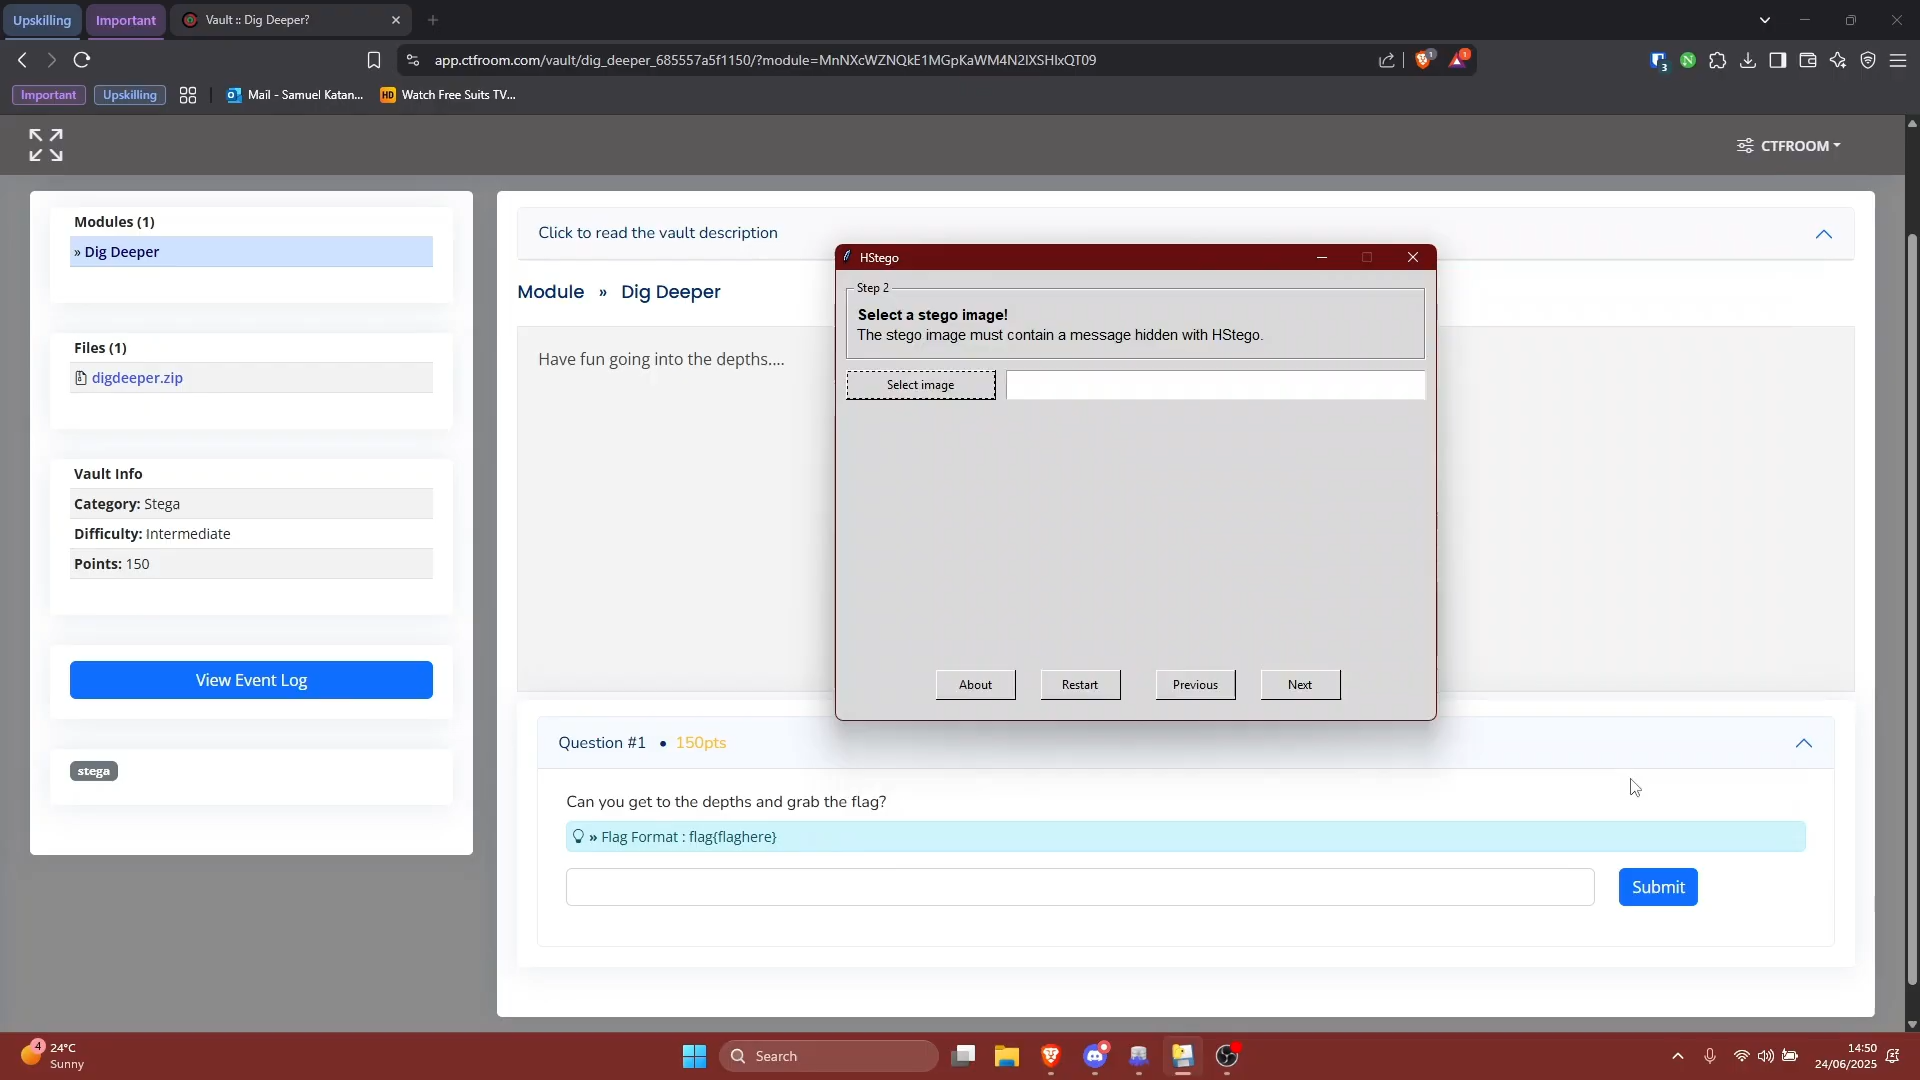 Upskilling
Important
Vault :: Dig Deeper?
app.ctfroom.com/vault/dig_deeper_685557a5f1150/?module=MnNXcWZNQkE1MGpKaWM4N2lXSHlxQT09
1
1
3
N
Important
Upskilling
Mail - Samuel Katan...
HD
Watch Free Suits TV...
CTFROOM
Modules (1)
» Dig Deeper
Files (1)
digdeeper.zip
Vault Info
Category: Stega
Difficulty: Intermediate
Points: 150
View Event Log
stega
Click to read the vault description
Module » Dig Deeper
Have fun going into the depths....
HStego
Step 2
Select a stego image!
The stego image must contain a message hidden with HStego.
Select image
About
Restart
Previous
Next
Question #1 • 150pts
Can you get to the depths and grab the flag?
» Flag Format : flag{flaghere}
Submit
4
24°C
Sunny
Search
14:50
24/06/2025